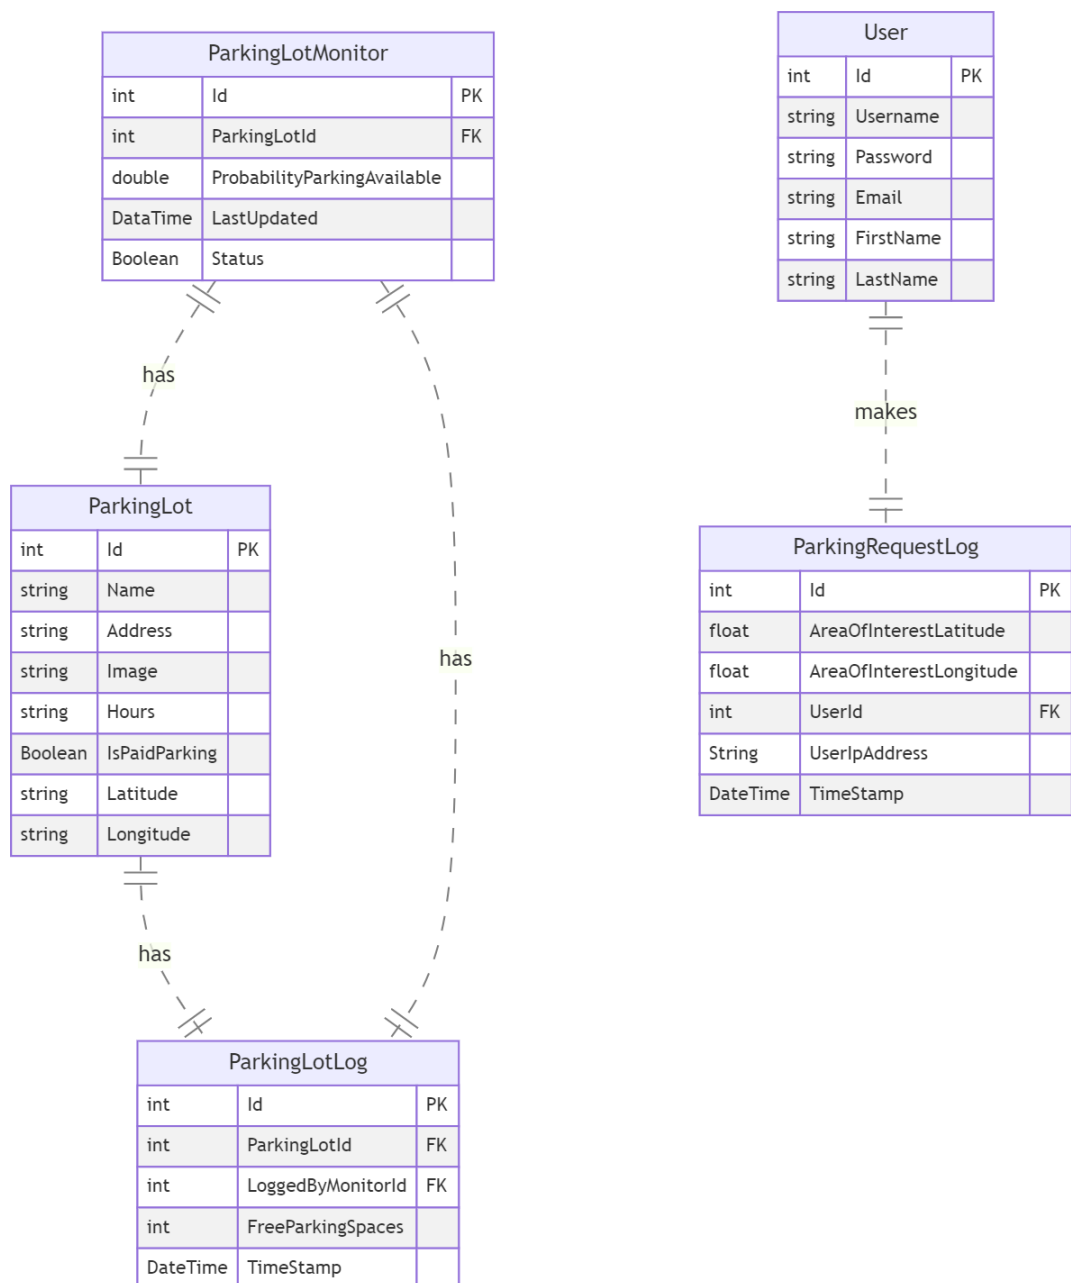 ParkingLotMonitor
int Id PK
int ParkingLotId FK
double ProbabilityParkingAvailable
DataTime LastUpdated
Boolean Status
User
int Id PK
string Username
string Password
string Email
string FirstName
string LastName
has
makes
has
ParkingLot
int Id PK
string Name
string Address
string Image
string Hours
Boolean IsPaidParking
string Latitude
string Longitude
ParkingRequestLog
int Id PK
float AreaOfInterestLatitude
float AreaOfInterestLongitude
int UserId FK
String UserIpAddress
DateTime TimeStamp
has
ParkingLotLog
int Id PK
int ParkingLotId FK
int LoggedByMonitorId FK
int FreeParkingSpaces
DateTime TimeStamp